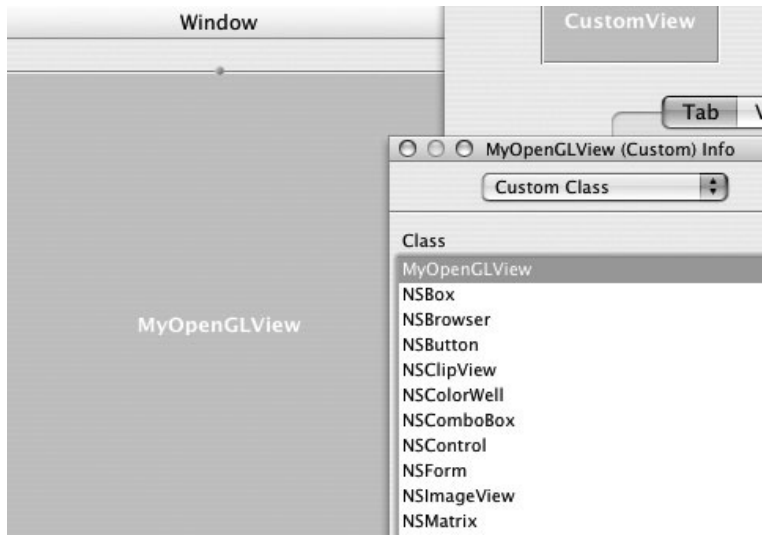 Window
CustomView
Tab
MyOpenGLView (Custom) Info
Custom Class
Class
MyOpenGLView
NSBox
NSBrowser
NSButton
NSClipView
NSColorWell
NSComboBox
NSControl
NSForm
NSImageView
NSMatrix
MyOpenGLView